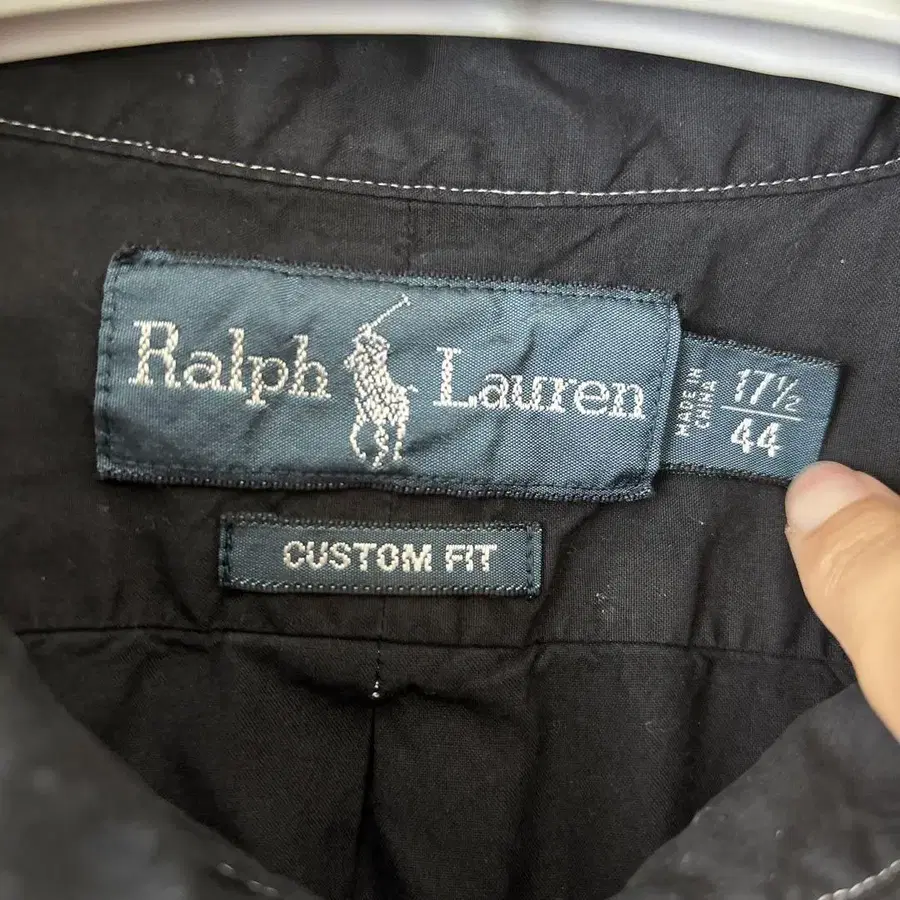 Ralph Lauren
MADE IN
CHINA
17½
44
CUSTOM FIT